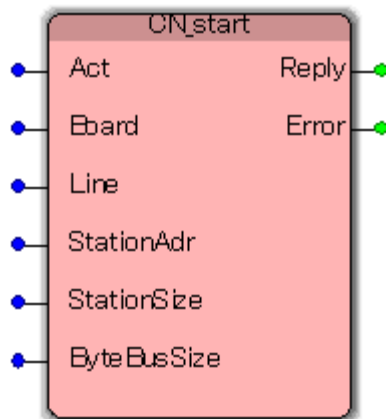 CN_start
Act Reply
Eboard Error
Line
StationAdr
StationSize
ByteBusSize